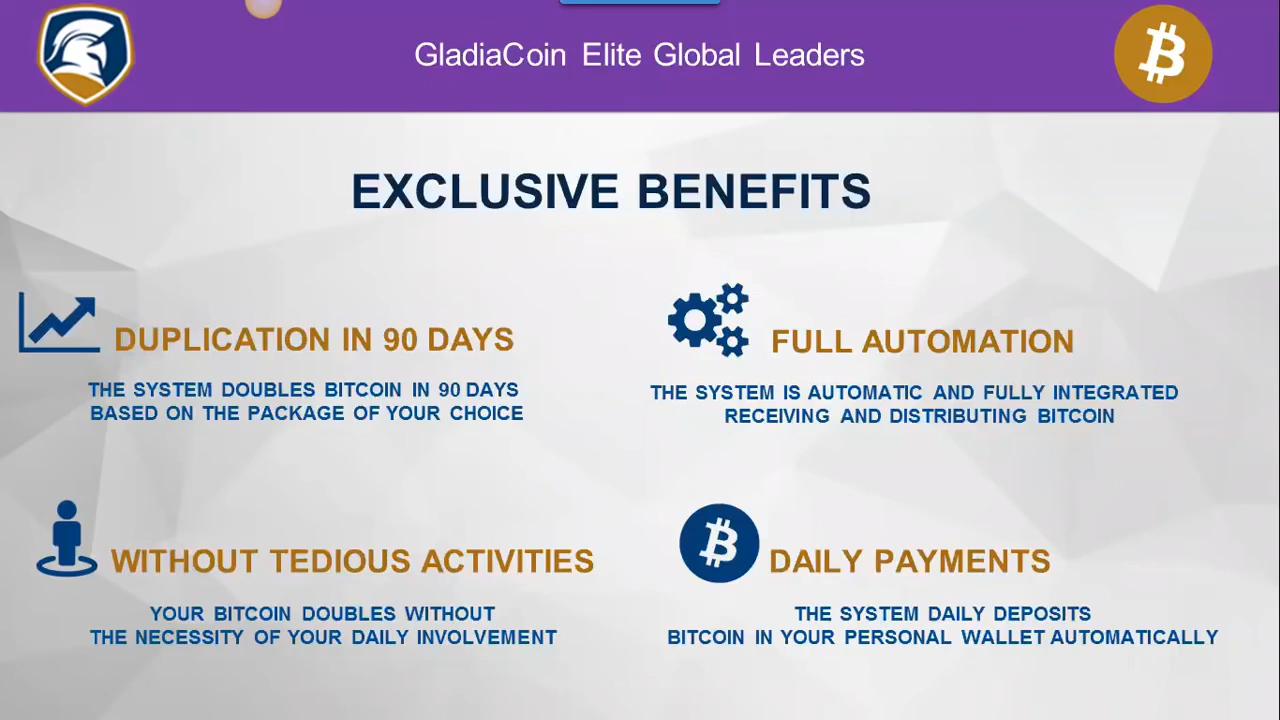 GladiaCoin Elite Global Leaders
EXCLUSIVE BENEFITS
DUPLICATION IN 90 DAYS
THE SYSTEM DOUBLES BITCOIN IN 90 DAYS
BASED ON THE PACKAGE OF YOUR CHOICE
FULL AUTOMATION
THE SYSTEM IS AUTOMATIC AND FULLY INTEGRATED
RECEIVING AND DISTRIBUTING BITCOIN
WITHOUT TEDIOUS ACTIVITIES
YOUR BITCOIN DOUBLES WITHOUT
THE NECESSITY OF YOUR DAILY INVOLVEMENT
DAILY PAYMENTS
THE SYSTEM DAILY DEPOSITS
BITCOIN IN YOUR PERSONAL WALLET AUTOMATICALLY